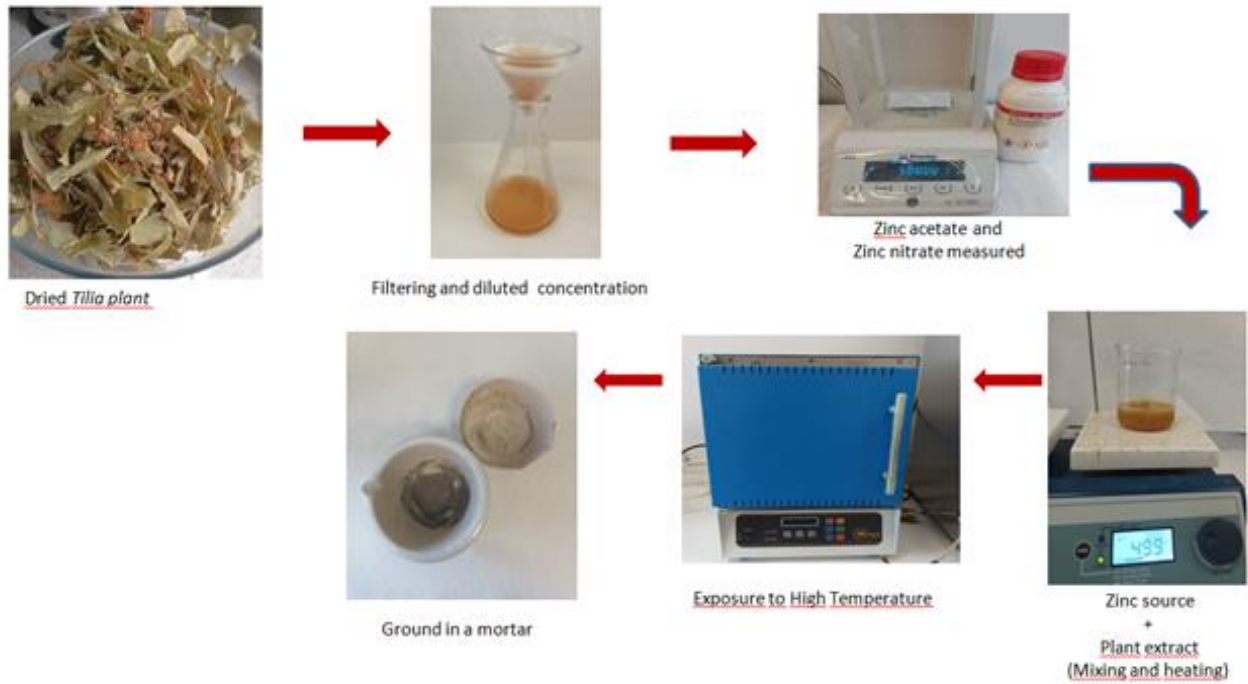 Dried Tilia plant
Filtering and diluted concentration
Zinc acetate and
Zinc nitrate measured
Zinc source
+
Plant extract
(Mixing and heating)
499
Exposure to High Temperature
Ground in a mortar